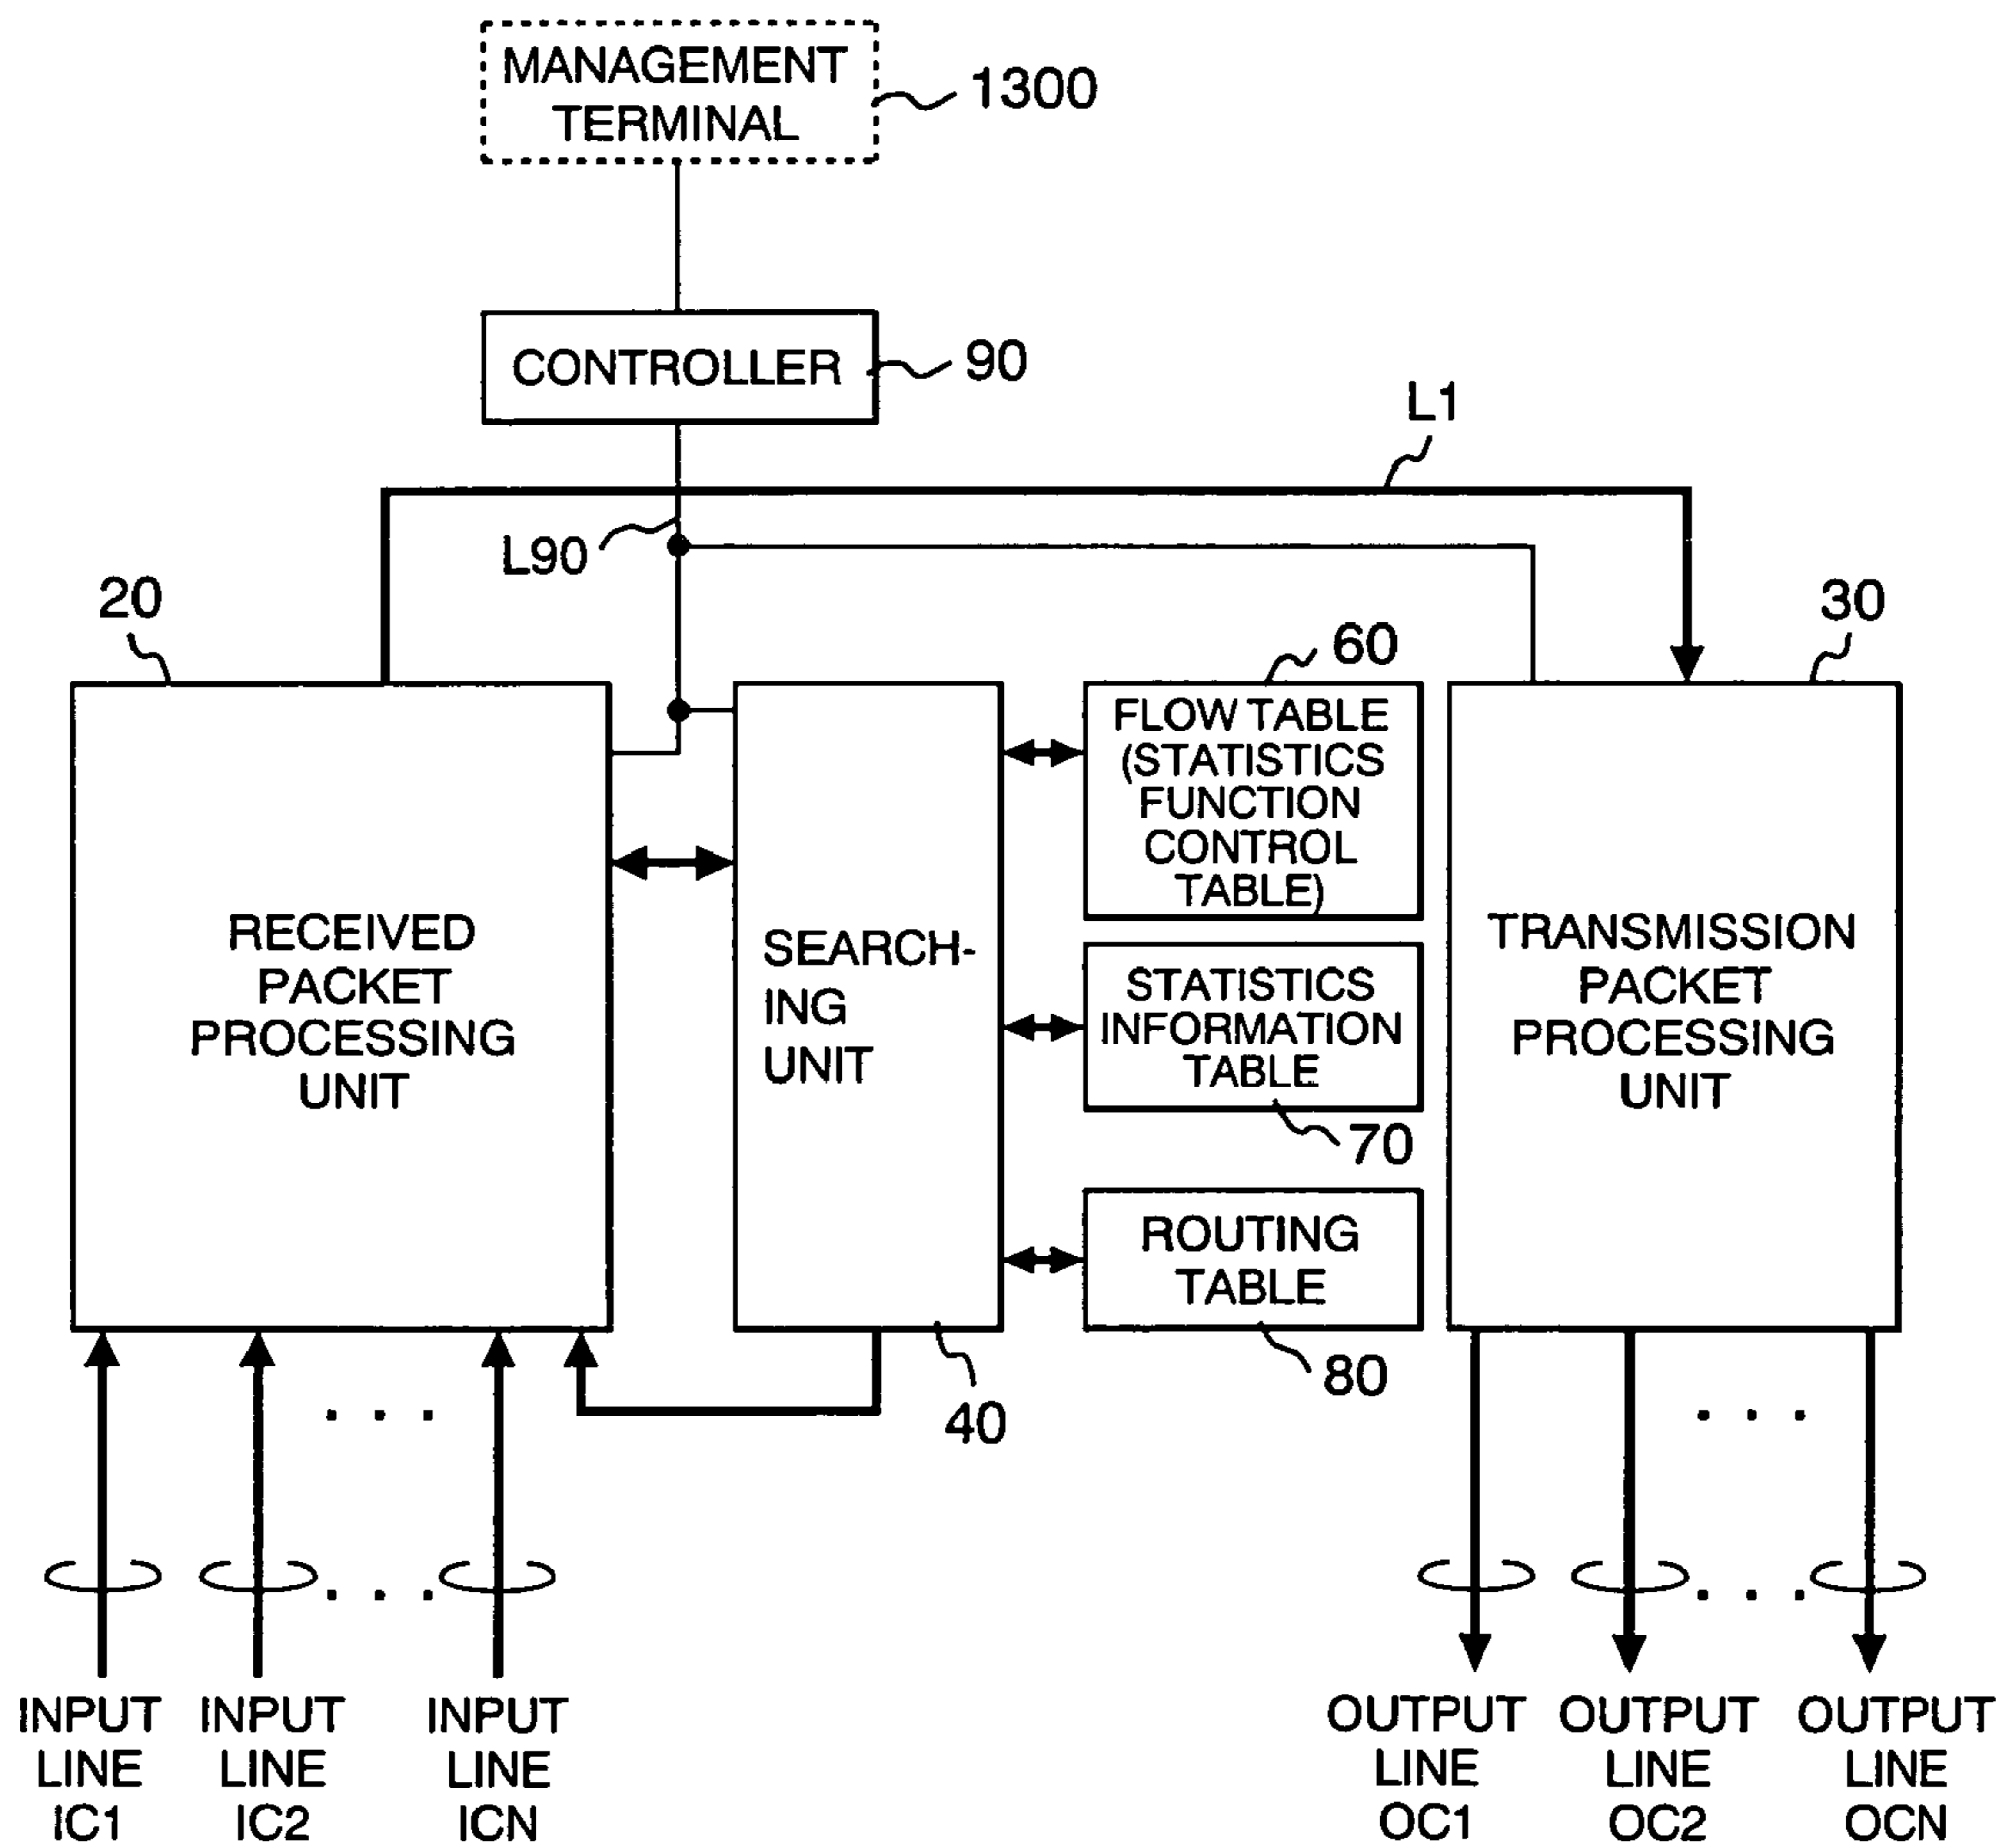 MANAGEMENT
TERMINAL
1300
CONTROLLER
90
L1
L90
20
60
30
FLOW TABLE
(STATISTICS
FUNCTION
CONTROL
TABLE)
RECEIVED
PACKET
PROCESSING
UNIT
SEARCH-
ING
UNIT
STATISTICS
INFORMATION
TABLE
70
TRANSMISSION
PACKET
PROCESSING
UNIT
ROUTING
TABLE
80
40
. . .
. . .
. . .
. . .
INPUT
LINE
IC1
INPUT
LINE
IC2
INPUT
LINE
ICN
OUTPUT
LINE
OC1
OUTPUT
LINE
OC2
OUTPUT
LINE
OCN